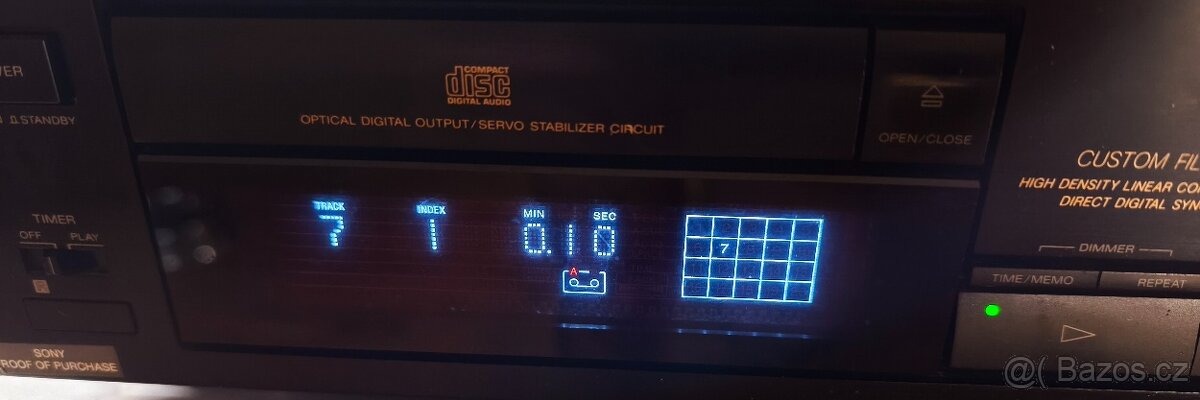 COMPACT
disc
DIGITAL AUDIO
OPTICAL DIGITAL OUTPUT/SERVO STABILIZER CIRCUIT
OPEN/CLOSE
WER
STANDBY
TIMER
OFF PLAY
SONY
ROOF OF PURCHASE
TRACK INDEX MIN SEC
7 1 0.10
7
A
CUSTOM FIL
HIGH DENSITY LINEAR CO
DIRECT DIGITAL SYN
DIMMER
TIME/MEMO REPEAT
@( Bazos.cz